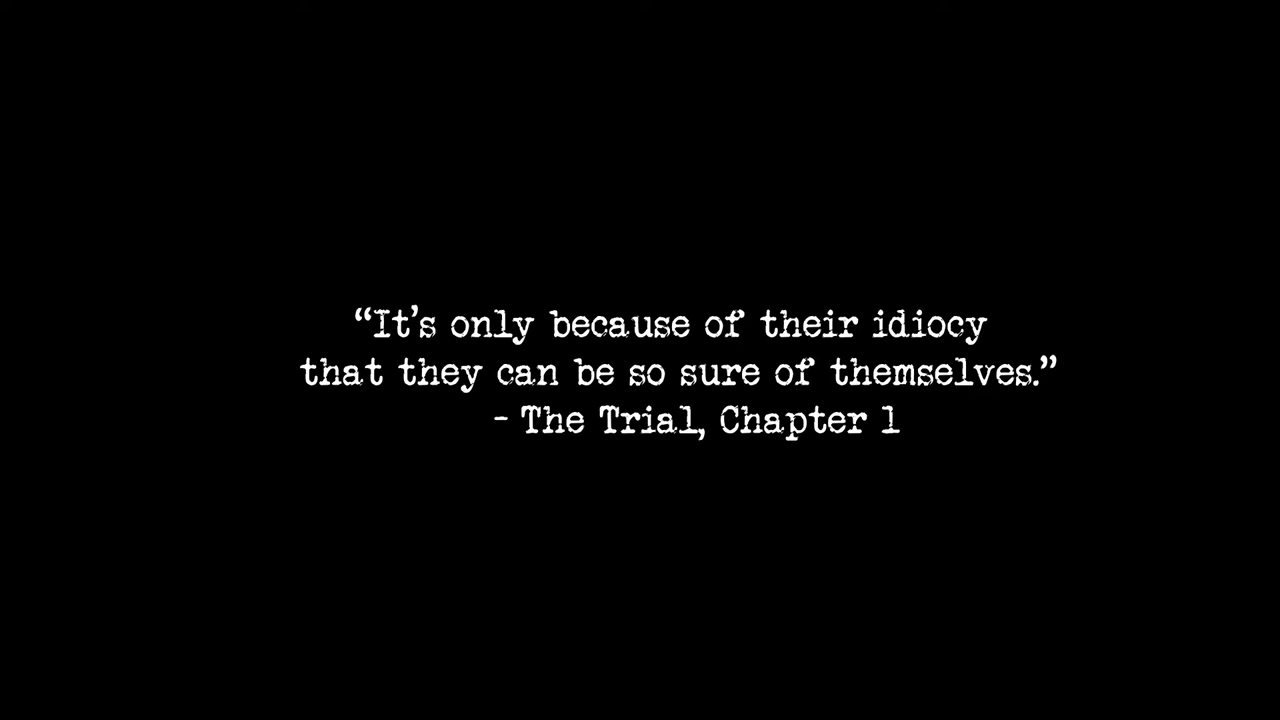 “It’s only because of their idiocy
that they can be so sure of themselves.”
- The Trial, Chapter 1